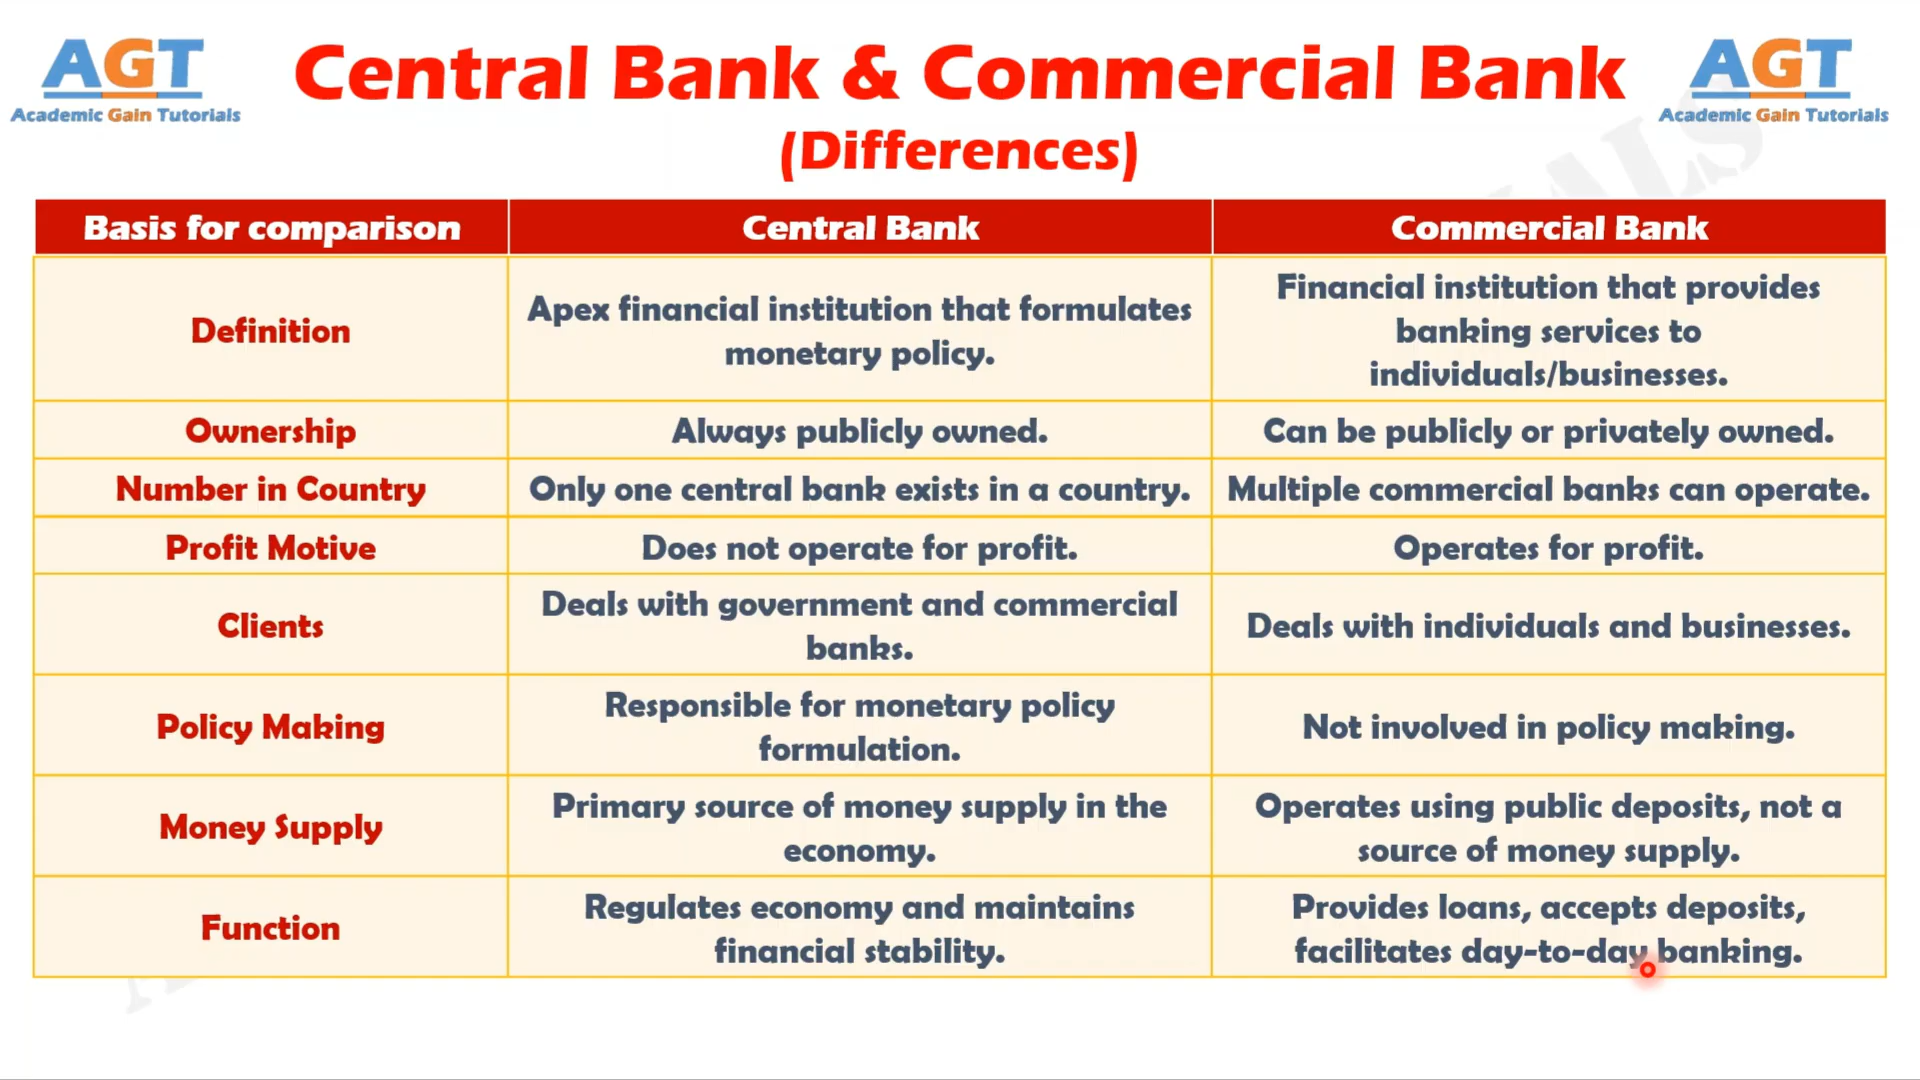 AGT
Academic Gain Tutorials
Central Bank & Commercial Bank
(Differences)
AGT
Academic Gain Tutorials
Basis for comparison
Central Bank
Commercial Bank
Definition
Apex financial institution that formulates
monetary policy.
Financial institution that provides
banking services to
individuals/businesses.
Ownership
Always publicly owned.
Can be publicly or privately owned.
Number in Country
Only one central bank exists in a country.
Multiple commercial banks can operate.
Profit Motive
Does not operate for profit.
Operates for profit.
Clients
Deals with government and commercial
banks.
Deals with individuals and businesses.
Policy Making
Responsible for monetary policy
formulation.
Not involved in policy making.
Money Supply
Primary source of money supply in the
economy.
Operates using public deposits, not a
source of money supply.
Function
Regulates economy and maintains
financial stability.
Provides loans, accepts deposits,
facilitates day-to-day banking.